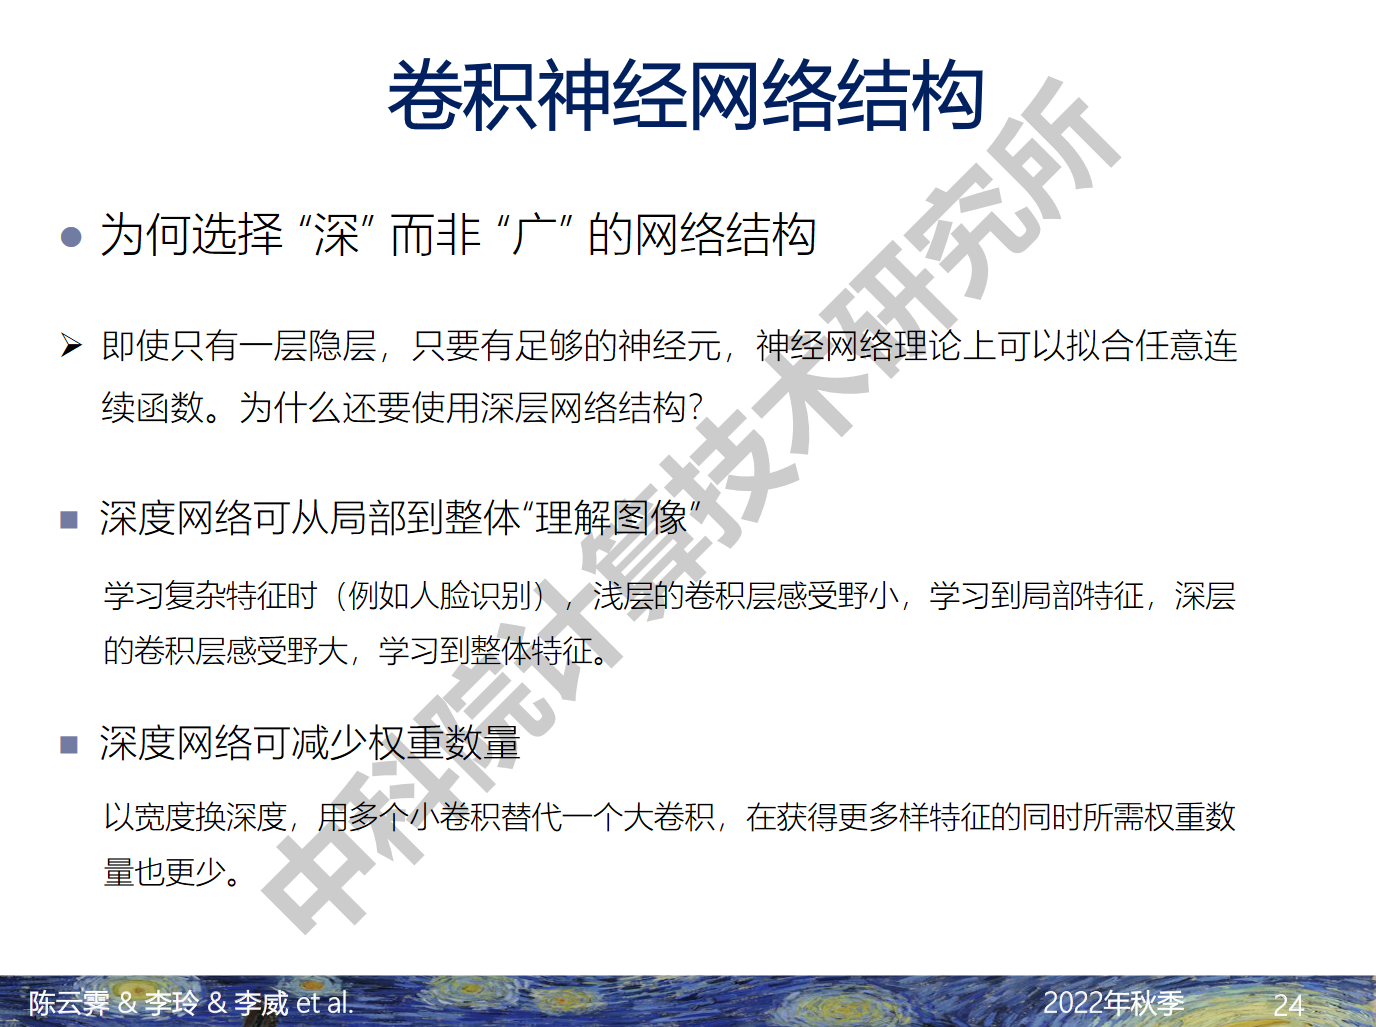 卷积神经网络结构
为何选择 “深” 而非 “广” 的网络结构
即使只有一层隐层，只要有足够的神经元，神经网络理论上可以拟合任意连
续函数。为什么还要使用深层网络结构？
深度网络可从局部到整体“理解图像”
学习复杂特征时（例如人脸识别），浅层的卷积层感受野小，学习到局部特征，深层
的卷积层感受野大，学习到整体特征。
深度网络可减少权重数量
以宽度换深度，用多个小卷积替代一个大卷积，在获得更多样特征的同时所需权重数
量也更少。
中科院计算技术研究所
陈云霁 & 李玲 & 李威 et al.
2022年秋季
24